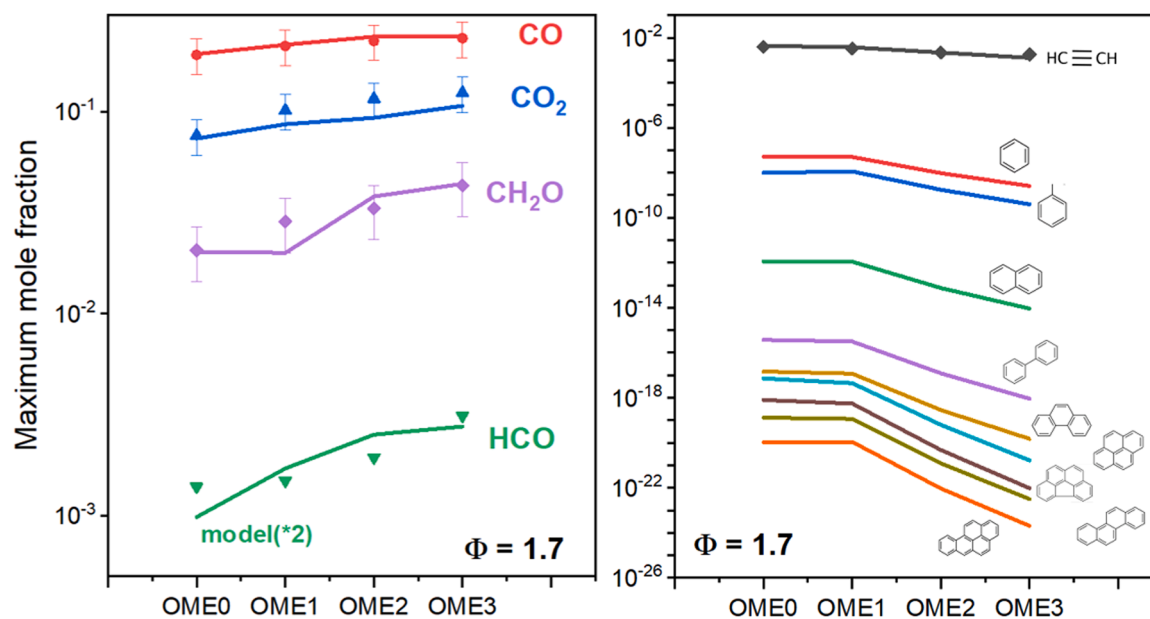 Maximum mole fraction
10⁻¹
10⁻²
10⁻³
CO
CO₂
CH₂O
HCO
model(*2)
Φ = 1.7
OME0 OME1 OME2 OME3
10⁻²
10⁻⁶
10⁻¹⁰
10⁻¹⁴
10⁻¹⁸
10⁻²²
10⁻²⁶
HC≡CH
Φ = 1.7
OME0 OME1 OME2 OME3